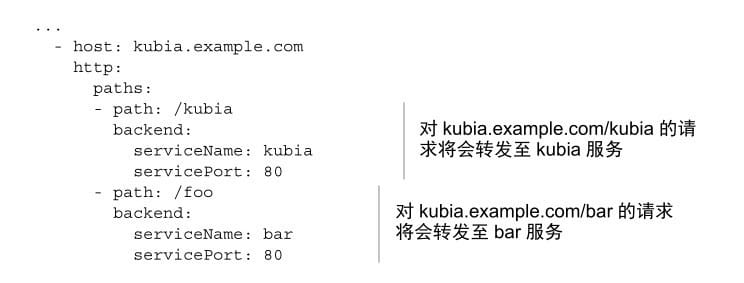 ...
  - host: kubia.example.com
    http:
      paths:
      - path: /kubia
        backend:
          serviceName: kubia
          servicePort: 80
对 kubia.example.com/kubia 的请
求将会转发至 kubia 服务
      - path: /foo
        backend:
          serviceName: bar
          servicePort: 80
对 kubia.example.com/bar 的请求
将会转发至 bar 服务